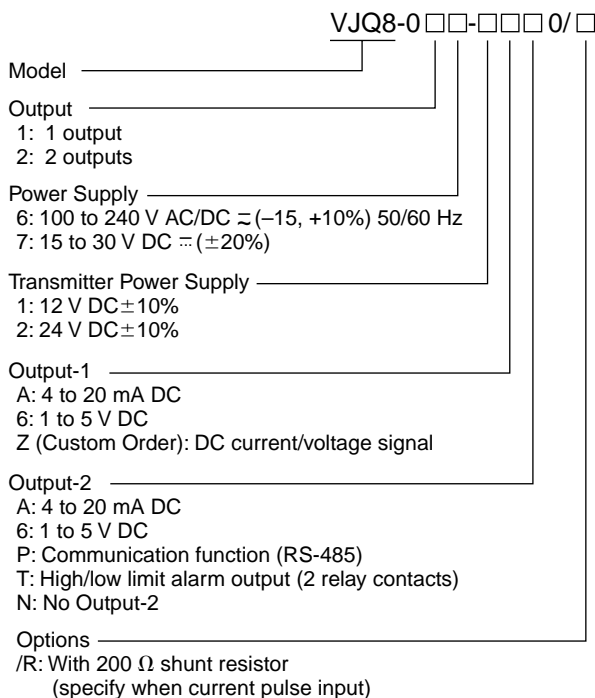 VJQ8-0□□-□□□0/□
Model
Output
1: 1 output
2: 2 outputs
Power Supply
6: 100 to 240 V AC/DC ⎓ (–15, +10%) 50/60 Hz
7: 15 to 30 V DC ⎓ (±20%)
Transmitter Power Supply
1: 12 V DC±10%
2: 24 V DC±10%
Output-1
A: 4 to 20 mA DC
6: 1 to 5 V DC
Z (Custom Order): DC current/voltage signal
Output-2
A: 4 to 20 mA DC
6: 1 to 5 V DC
P: Communication function (RS-485)
T: High/low limit alarm output (2 relay contacts)
N: No Output-2
Options
/R: With 200 Ω shunt resistor
(specify when current pulse input)